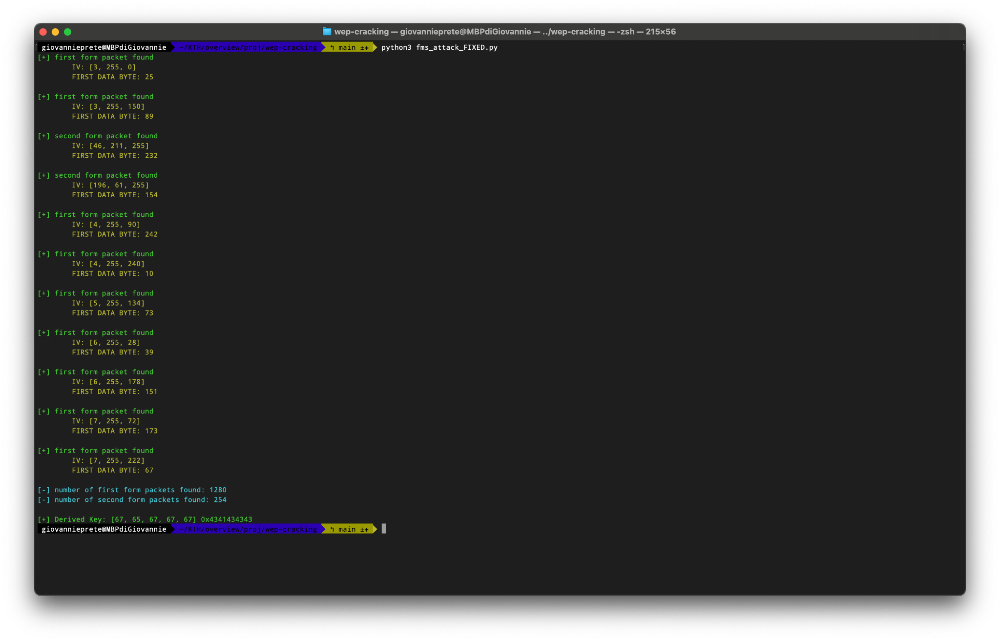 wep-cracking — giovannieprete@MBPdiGiovannie — ../wep-cracking — -zsh — 215×56
[ giovannieprete@MBPdiGiovannie ~/KTH/overview/proj/wep-cracking ↰ main ±+ python3 fms_attack_FIXED.py ]
[+] first form packet found
IV: [3, 255, 0]
FIRST DATA BYTE: 25
[+] first form packet found
IV: [3, 255, 150]
FIRST DATA BYTE: 89
[+] second form packet found
IV: [46, 211, 255]
FIRST DATA BYTE: 232
[+] second form packet found
IV: [196, 61, 255]
FIRST DATA BYTE: 154
[+] first form packet found
IV: [4, 255, 90]
FIRST DATA BYTE: 242
[+] first form packet found
IV: [4, 255, 240]
FIRST DATA BYTE: 10
[+] first form packet found
IV: [5, 255, 134]
FIRST DATA BYTE: 73
[+] first form packet found
IV: [6, 255, 28]
FIRST DATA BYTE: 39
[+] first form packet found
IV: [6, 255, 178]
FIRST DATA BYTE: 151
[+] first form packet found
IV: [7, 255, 72]
FIRST DATA BYTE: 173
[+] first form packet found
IV: [7, 255, 222]
FIRST DATA BYTE: 67
[-] number of first form packets found: 1280
[-] number of second form packets found: 254
[+] Derived Key: [67, 65, 67, 67, 67] 0x4341434343
giovannieprete@MBPdiGiovannie ~/KTH/overview/proj/wep-cracking ↰ main ±+